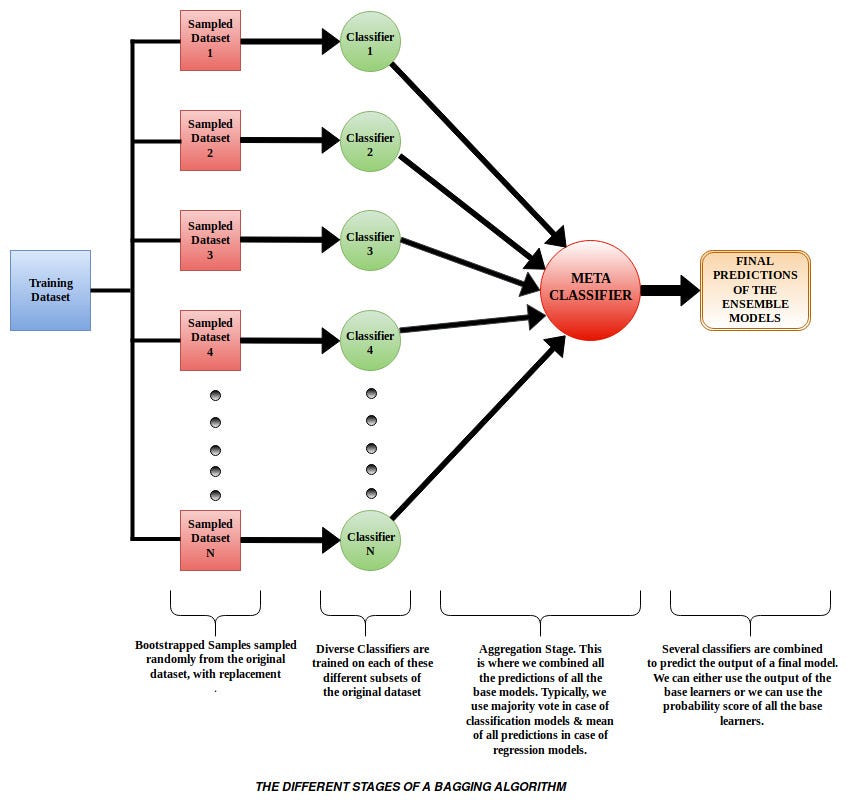 Sampled
Dataset
1
Classifier
1
Sampled
Dataset
2
Classifier
2
Sampled
Dataset
3
Classifier
3
Training
Dataset
META
CLASSIFIER
FINAL
PREDICTIONS
OF THE
ENSEMBLE
MODELS
Sampled
Dataset
4
Classifier
4
Sampled
Dataset
N
Classifier
N
Bootstrapped Samples sampled
randomly from the original
dataset, with replacement
.
Diverse Classifiers are
trained on each of these
different subsets of
the original dataset
Aggregation Stage. This
is where we combined all
the predictions of all the
base models. Typically, we
use majority vote in case of
classification models & mean
of all predictions in case of
regression models.
Several classifiers are combined
to predict the output of a final model.
We can either use the output of the
base learners or we can use the
probability score of all the base
learners.
THE DIFFERENT STAGES OF A BAGGING ALGORITHM